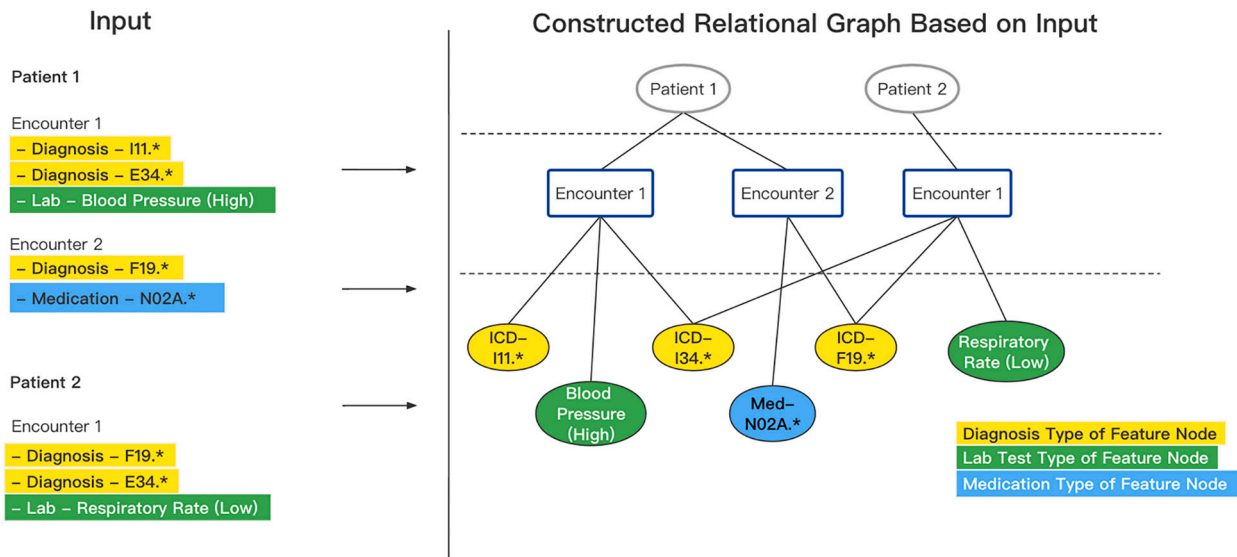 Input
Patient 1
Encounter 1
– Diagnosis – I11.*
– Diagnosis – E34.*
– Lab – Blood Pressure (High)
Encounter 2
– Diagnosis – F19.*
– Medication – N02A.*
Patient 2
Encounter 1
– Diagnosis – F19.*
– Diagnosis – E34.*
– Lab – Respiratory Rate (Low)
Constructed Relational Graph Based on Input
Patient 1
Patient 2
Encounter 1
Encounter 2
Encounter 1
ICD–
I11.*
ICD–
I34.*
ICD–
F19.*
Respiratory
Rate (Low)
Blood
Pressure
(High)
Med–
N02A.*
Diagnosis Type of Feature Node
Lab Test Type of Feature Node
Medication Type of Feature Node